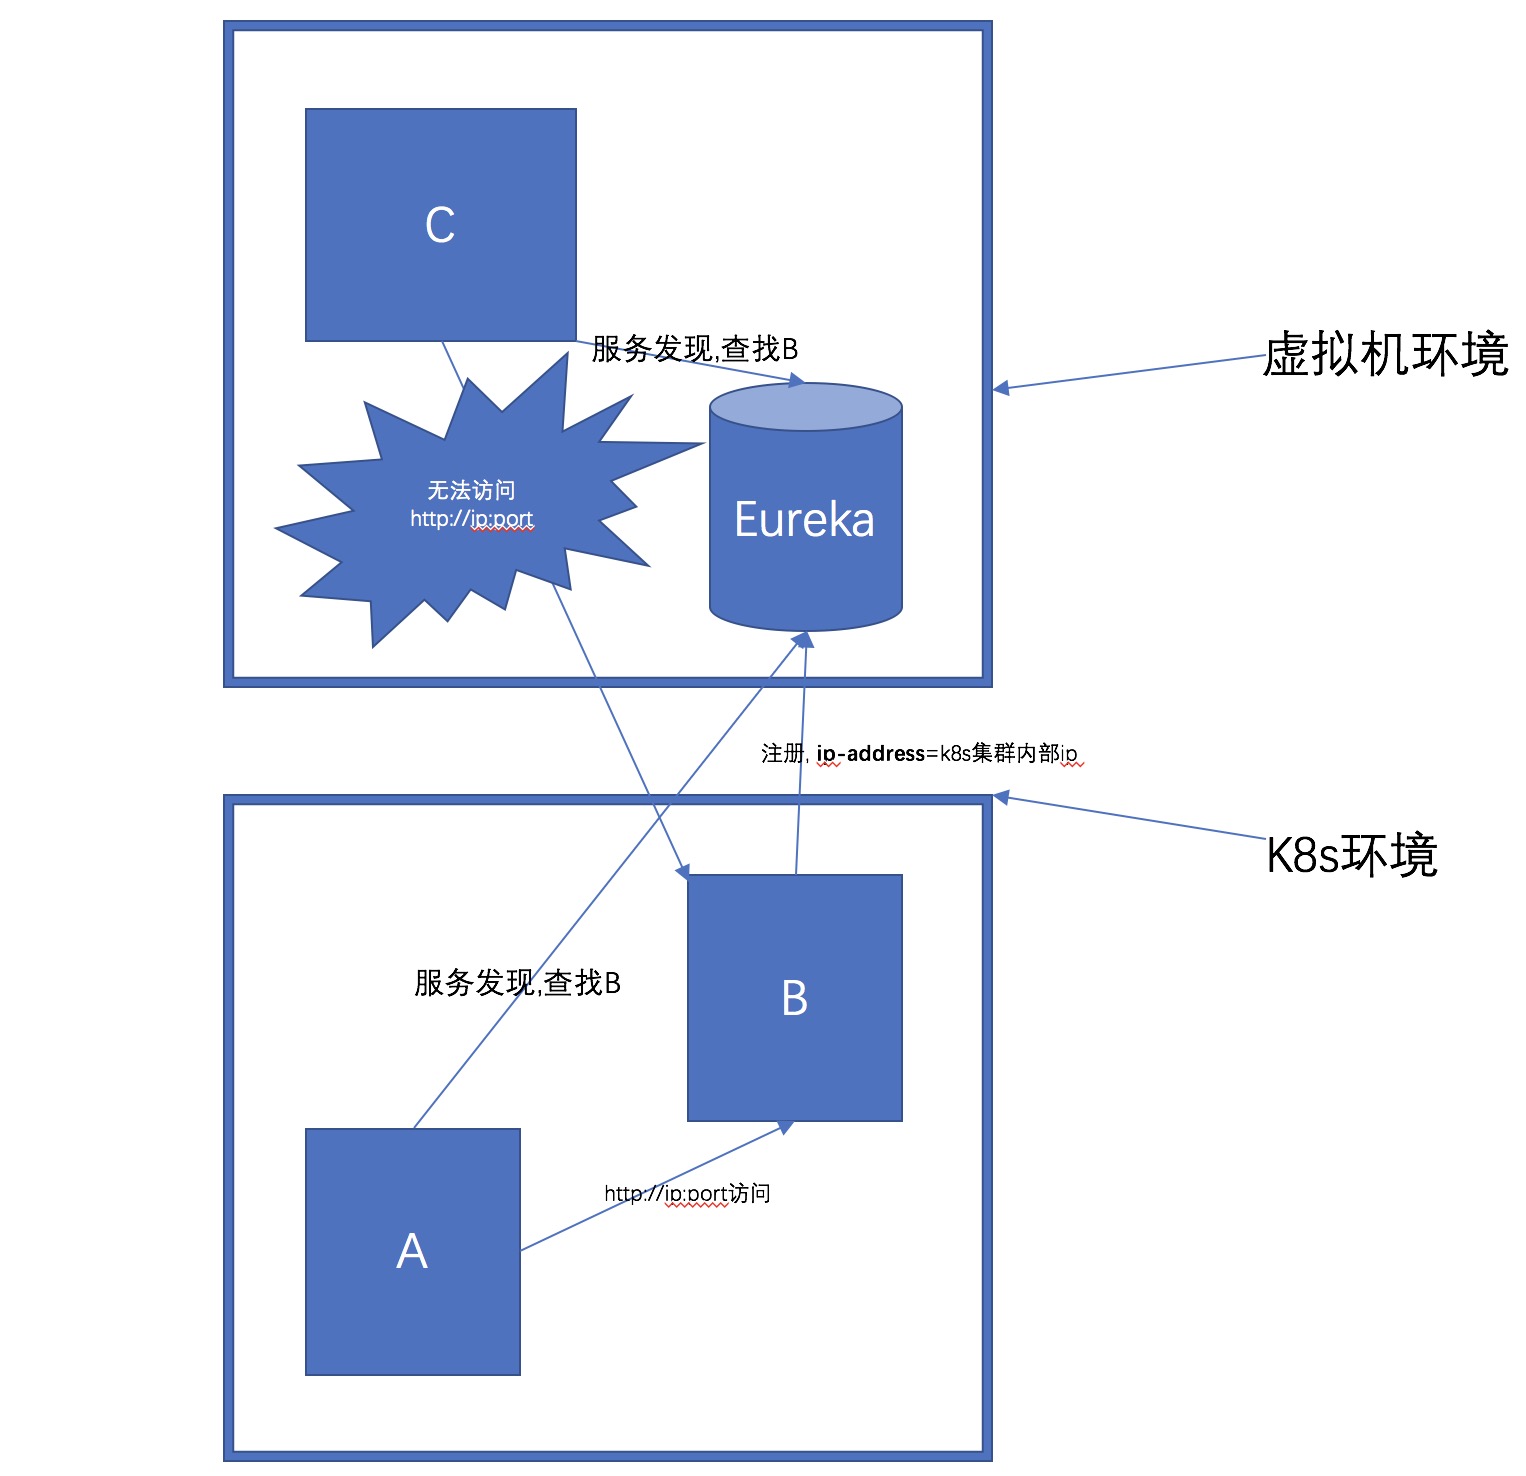 C
服务发现,查找B
虚拟机环境
无法访问
http://ip:port
Eureka
注册, ip-address=k8s集群内部ip
K8s环境
服务发现,查找B
B
http://ip:port访问
A